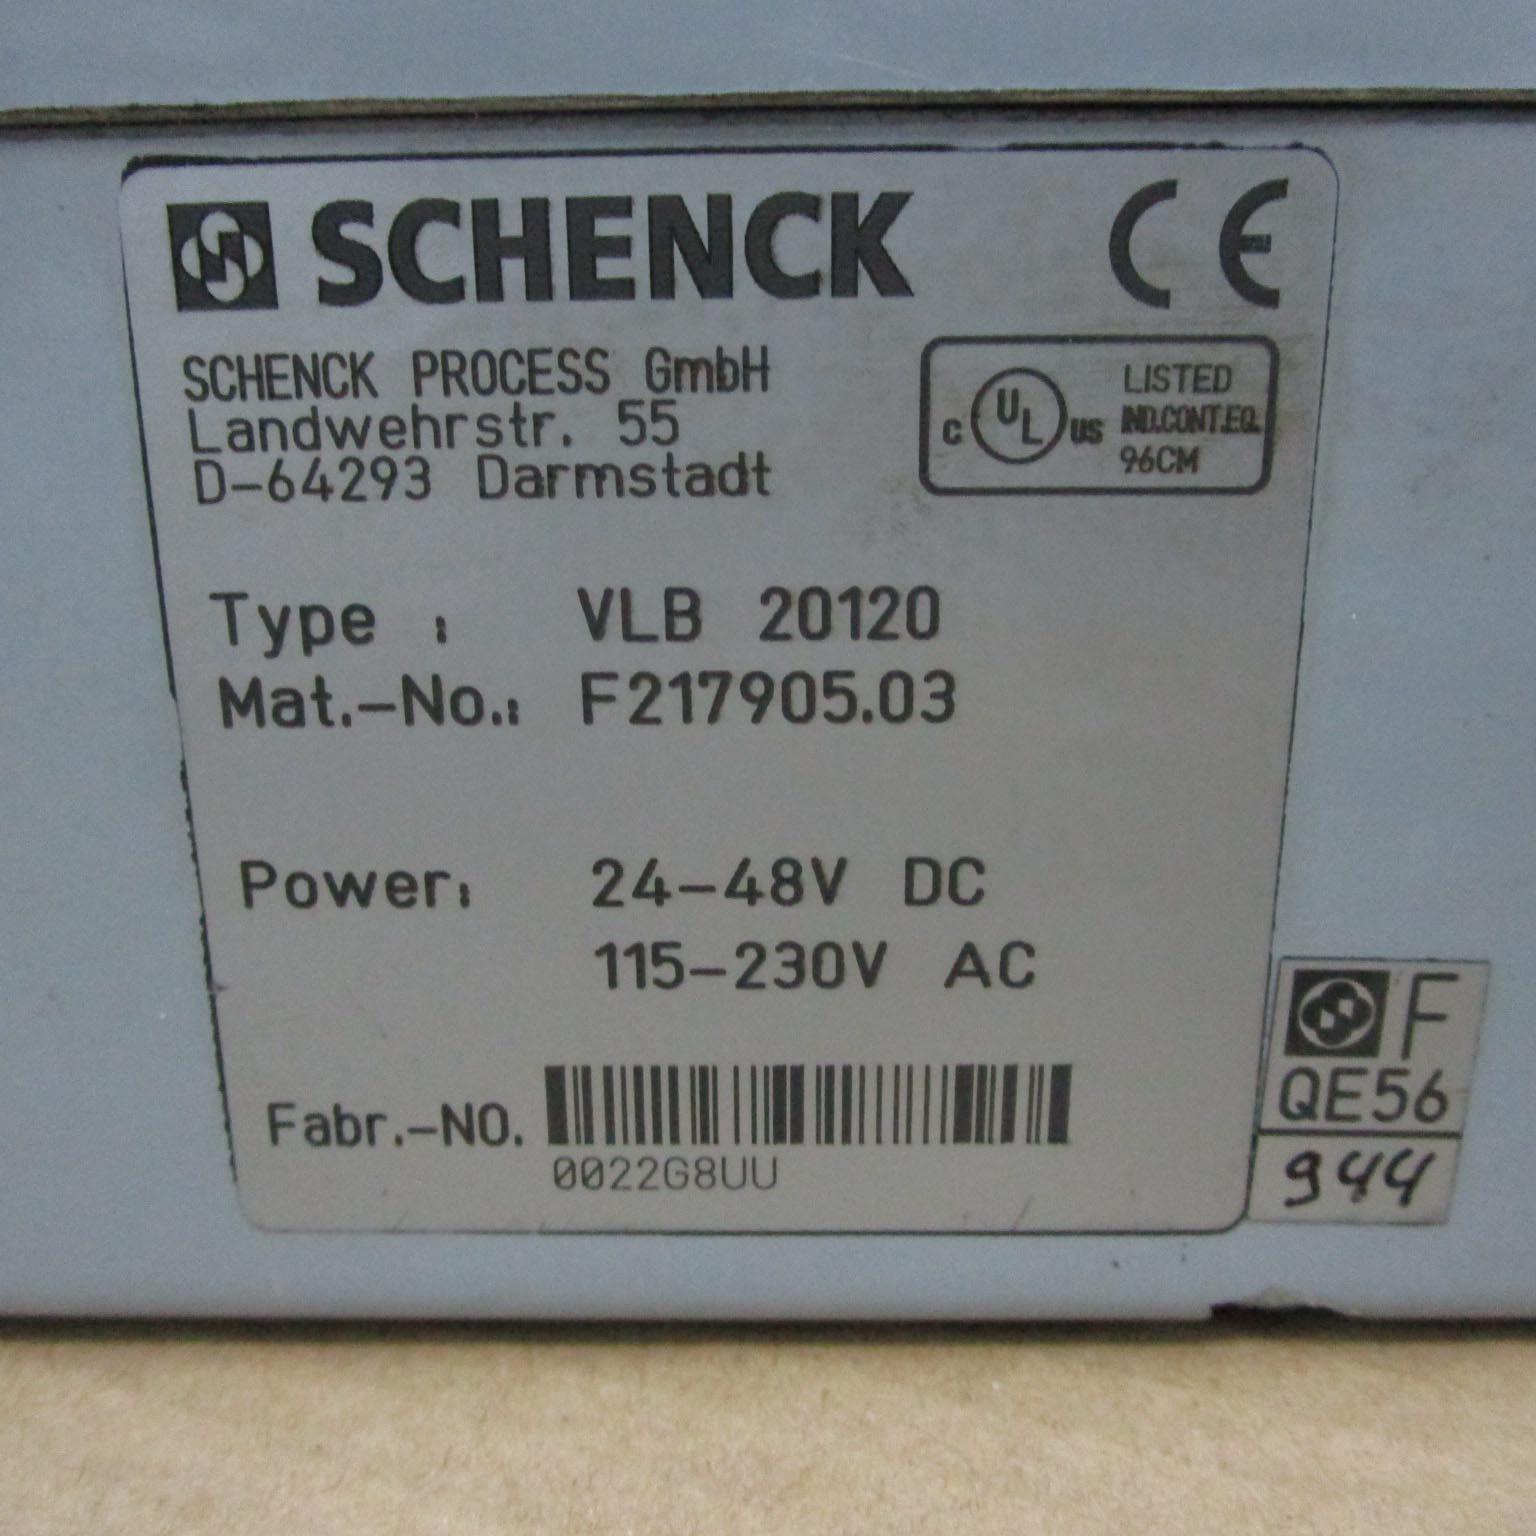 SCHENCK CE
SCHENCK PROCESS GmbH
Landwehrstr. 55
D-64293 Darmstadt
C UL US LISTED
IND.CONT.EQ.
96CM
Type : VLB 20120
Mat.-No.: F217905.03
Power: 24-48V DC
115-230V AC
Fabr.-NO.
0022G8UU
F
QE56
944